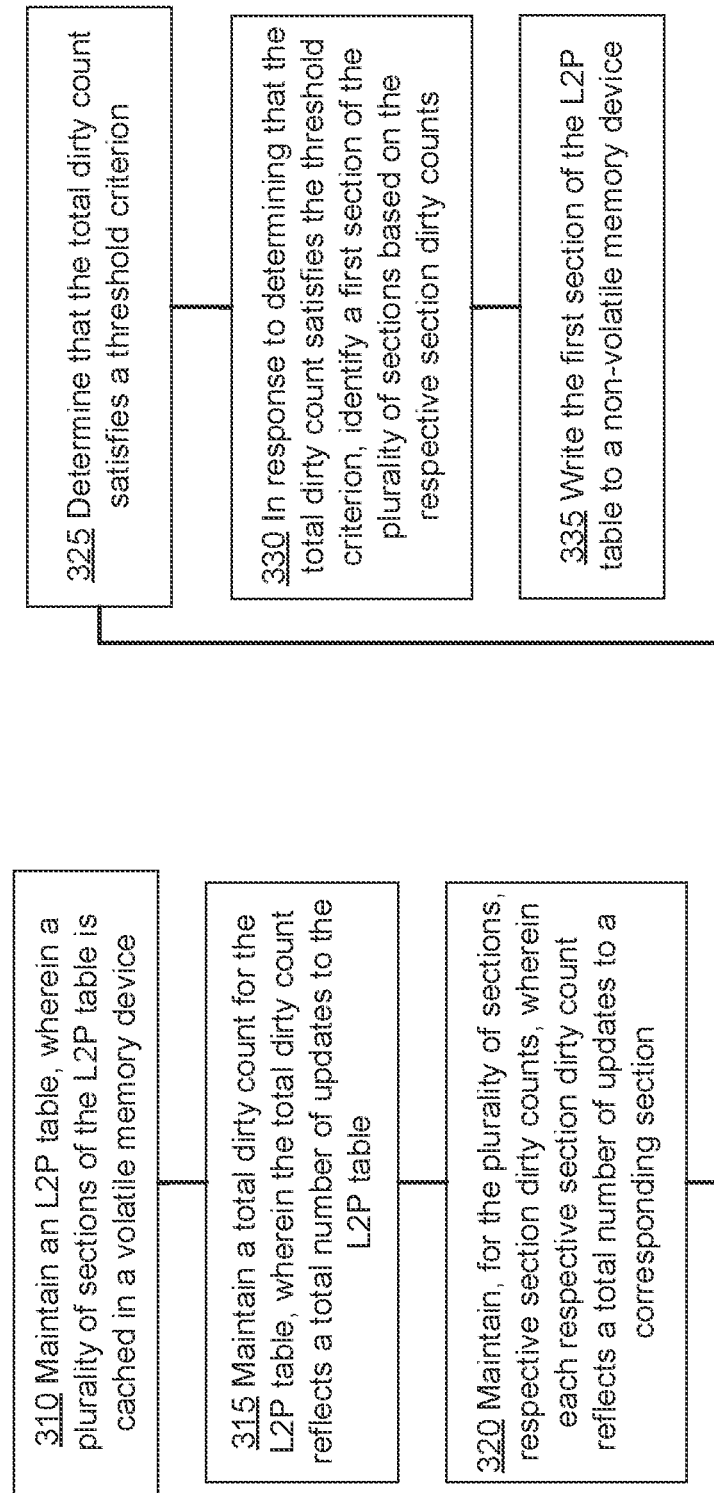 310 Maintain an L2P table, wherein a
plurality of sections of the L2P table is
cached in a volatile memory device
315 Maintain a total dirty count for the
L2P table, wherein the total dirty count
reflects a total number of updates to the
L2P table
320 Maintain, for the plurality of sections,
respective section dirty counts, wherein
each respective section dirty count
reflects a total number of updates to a
corresponding section
325 Determine that the total dirty count
satisfies a threshold criterion
330 In response to determining that the
total dirty count satisfies the threshold
criterion, identify a first section of the
plurality of sections based on the
respective section dirty counts
335 Write the first section of the L2P
table to a non-volatile memory device